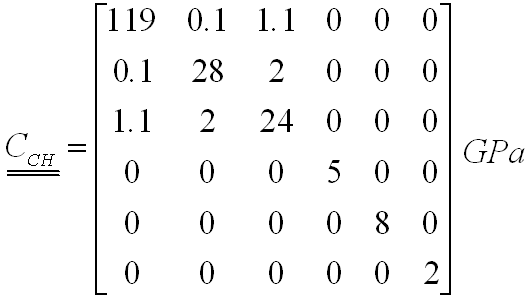 119 0.1 1.1 0 0 0
0.1 28 2 0 0 0
1.1 2 24 0 0 0
C_CH = GPa
0 0 0 5 0 0
0 0 0 0 8 0
0 0 0 0 0 2